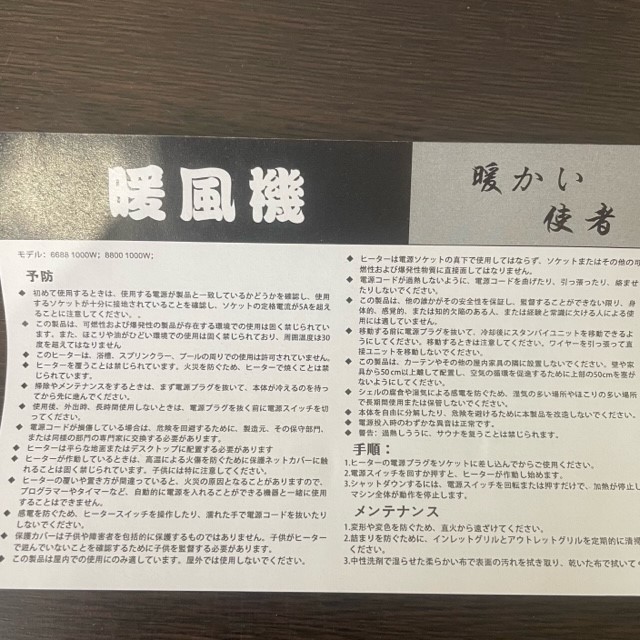 暖風機
暖かい
使者
モデル：6688 1000W；8800 1000W；
予防
◆ 初めて使用するときは、使用する電源が製品と一致しているかどうかを確認し、使用
するソケットが十分に接地されていることを確認し、ソケットの定格電流が5Aを超え
ることに注意してください。。
◆ この製品は、可燃性および爆発性の製品が存在する環境での使用は固く禁じられてい
ます、また、ほこりや油がひどい環境での使用は固く禁じられており、周囲温度は30
度を超えてはなりません
◆ このヒーターは、浴槽、スプリンクラー、プールの周りでの使用は許可されていません。
◆ ヒーターを覆うことは禁じられています。火災を防ぐため、ヒーターで焼くことは禁
じられています。
◆ 掃除やメンテナンスをするときは、まず電源プラグを抜いて、本体が冷えるのを待っ
てから先に進んでください。
◆ 使用後、外出時、長時間使用しないときは、電源プラグを抜く前に電源スイッチを切
ってください。
◆ 電源コードが損傷している場合は、危険を回避するために、製造元、その保守部門、
または同様の部門の専門家に交換する必要があります。
◆ ヒーターは平らな地面またはデスクトップに配置する必要があります
◆ ヒーターが作動しているときは、高温による火傷を防ぐために保護ネットカバーに触
れることは固く禁じられています。子供には特に注意してください。
◆ ヒーターの覆いや置き方が間違っていると、火災の原因となることがありますので、
プログラマーやタイマーなど、自動的に電源を入れることができる機器と一緒に使用
することはできません。
◆ 感電を防ぐため、ヒータースイッチを操作したり、濡れた手で電源コードを抜いたり
しないでください。
◆ 保護カバーは子供や障害者を包括的に保護するものではありません。子供がヒーター
で遊んでいないことを確認するために子供を監督する必要があります。
◆ この製品は屋内での使用にのみ適しています。屋外では使用しないでください。
◆ ヒーターは電源ソケットの真下で使用してはならず、ソケットまたはその他の可
燃性および爆発性物質に直接面してはなりません。
◆ 電源コードが過熱しないように、電源コードを曲げたり、引っ張ったり、絡ませ
たりしないでください。
◆ この製品は、他の誰かがその安全性を保証し、監督することができない限り、身
体的、感覚的、または知的欠陥のある人、または経験と常識に欠ける人による使
用には適していません。
◆ 移動する前に電源プラグを抜いて、冷却後にスタンバイユニットを移動できるよ
うにしてください。移動するときは注意してください。ワイヤーを引っ張って直
接ユニットを移動しないでください。
◆ この製品は、カーテンやその他の屋内家具の隣に設置しないでください。壁や家
具から50cm以上離して配置し、空気の循環を促進するために上部の50cmを塞が
ないようにしてください。
◆ シェルの腐食や湿気による感電を防ぐため、湿気の多い場所やほこりの多い場所
で長期間使用または保管しないでください。
◆ 本体を自由に分解したり、危険を避けるために本製品を改造しないでください。
◆ 電源投入時のわずかな異音は正常です。
◆ 警告：過熱しううに、サウナを复うことは禁じられます。
手順：
1.ヒーターの電源プラグをソケットに差し込んでからご使用ください。
2.電源スイッチを回すか押すと、ヒーターが作動し始めます。
3.シャットダウンするには、電源スイッチを回転または押すだけで、加熱が停止し
マシン全体が動作を停止します。
メンテナンス
1.変形や変色を防ぐため、直火から遠ざけてください。
2.詰まりを防ぐために、インレットグリルとアウトレットグリルを定期的に清掃
ください。
3.中性洗剤で湿らせた柔らかい布で表面の汚れを拭き取り、乾いた布で拭いて